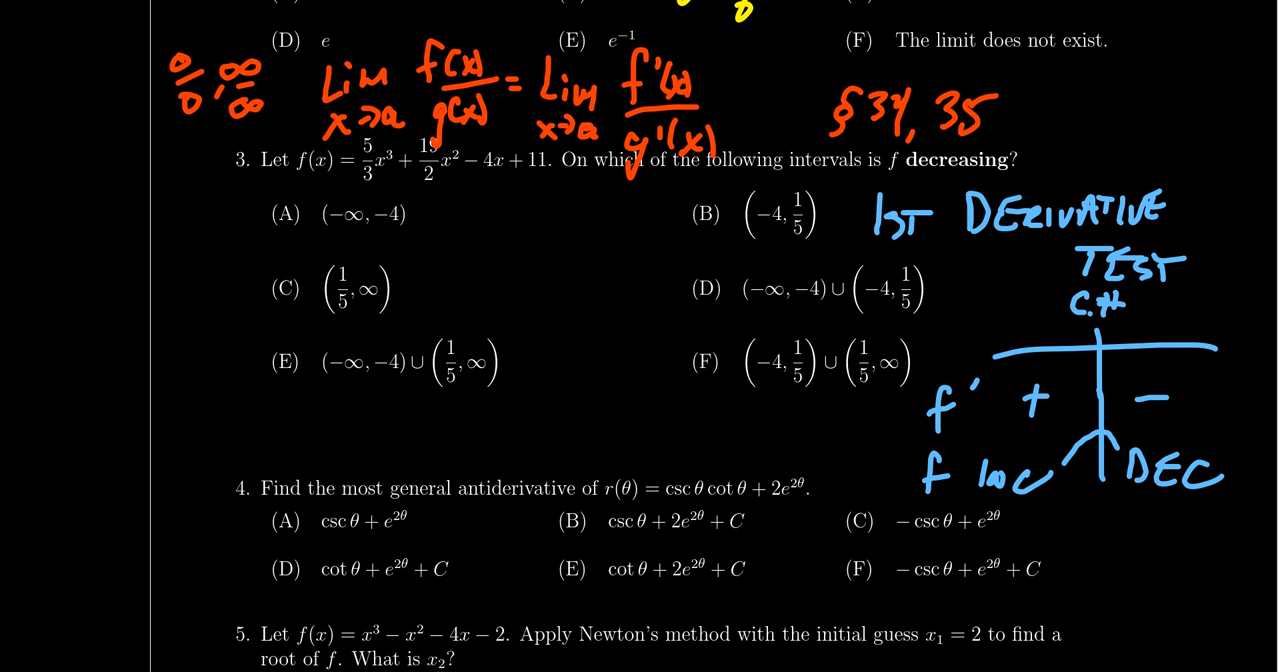 (D) e (E) e⁻¹ (F) The limit does not exist.
0/0, ∞/∞ Lim x→a f(x)/g(x) = Lim x→a f'(x)/g'(x) § 34, 35
3. Let f(x) = 5/3 x³ + 19/2 x² − 4x + 11. On which of the following intervals is f decreasing?
(A) (−∞, −4) (B) (−4, 1/5)
1ST DERIVATIVE
TEST
(C) (1/5, ∞) (D) (−∞, −4) ∪ (−4, 1/5)
C.#
(E) (−∞, −4) ∪ (1/5, ∞) (F) (−4, 1/5) ∪ (1/5, ∞)
f' + −
f INC DEC
4. Find the most general antiderivative of r(θ) = csc θ cot θ + 2e^{2θ}.
(A) csc θ + e^{2θ} (B) csc θ + 2e^{2θ} + C (C) − csc θ + e^{2θ}
(D) cot θ + e^{2θ} + C (E) cot θ + 2e^{2θ} + C (F) − csc θ + e^{2θ} + C
5. Let f(x) = x³ − x² − 4x − 2. Apply Newton's method with the initial guess x₁ = 2 to find a
root of f. What is x₂?